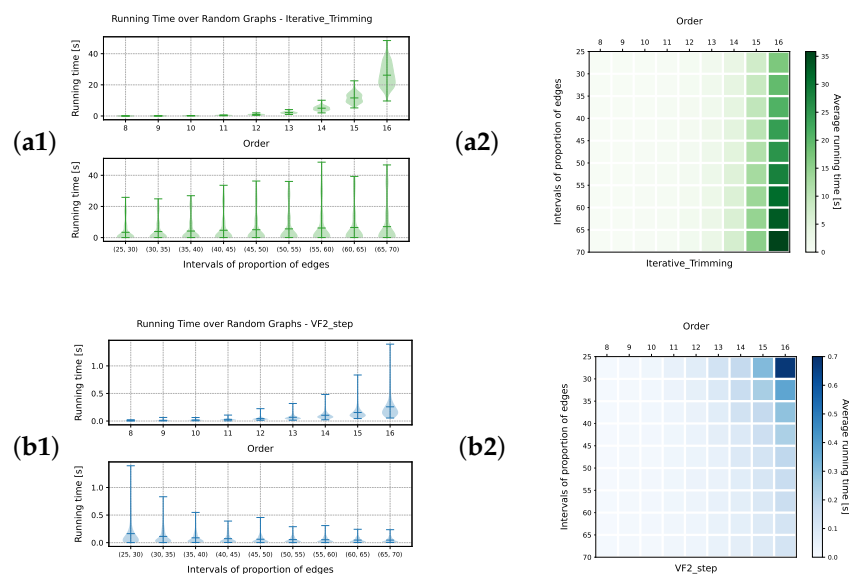 Running Time over Random Graphs - Iterative_Trimming
Running time [s]
40
20
0
8 9 10 11 12 13 14 15 16
Order
(a1)
Running time [s]
40
20
0
(25, 30) (30, 35) (35, 40) (40, 45) (45, 50) (50, 55) (55, 60) (60, 65) (65, 70)
Intervals of proportion of edges
(a2)
Order
8 9 10 11 12 13 14 15 16
Intervals of proportion of edges
25
30
35
40
45
50
55
60
65
70
Iterative_Trimming
35
30
25
20
15
10
5
0
Average running time [s]
Running Time over Random Graphs - VF2_step
Running time [s]
1.0
0.5
0.0
8 9 10 11 12 13 14 15 16
Order
(b1)
Running time [s]
1.0
0.5
0.0
(25, 30) (30, 35) (35, 40) (40, 45) (45, 50) (50, 55) (55, 60) (60, 65) (65, 70)
Intervals of proportion of edges
(b2)
Order
8 9 10 11 12 13 14 15 16
Intervals of proportion of edges
25
30
35
40
45
50
55
60
65
70
VF2_step
0.7
0.6
0.5
0.4
0.3
0.2
0.1
0.0
Average running time [s]